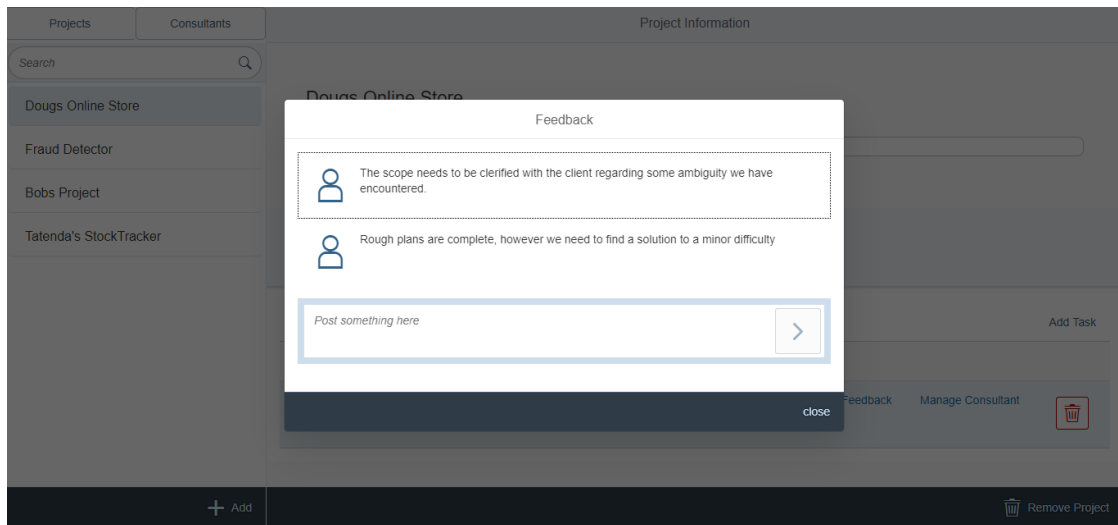 Projects
Consultants
Project Information
Search
Dougs Online Store
Dougs Online Store
Fraud Detector
Bobs Project
Tatenda's StockTracker
Feedback
The scope needs to be clerified with the client regarding some ambiguity we have
encountered.
Rough plans are complete, however we need to find a solution to a minor difficulty
Post something here
Add Task
Feedback
Manage Consultant
close
Add
Remove Project